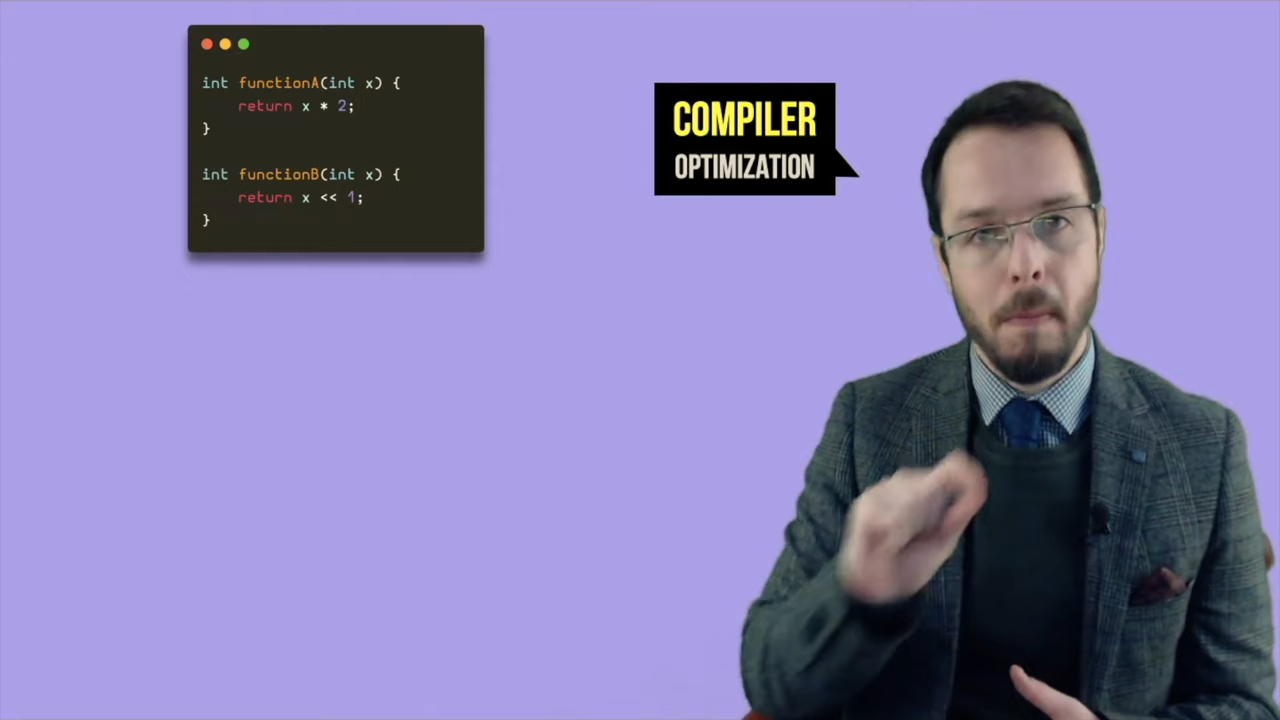 int functionA(int x) {
    return x * 2;
}

int functionB(int x) {
    return x << 1;
}
COMPILER
OPTIMIZATION